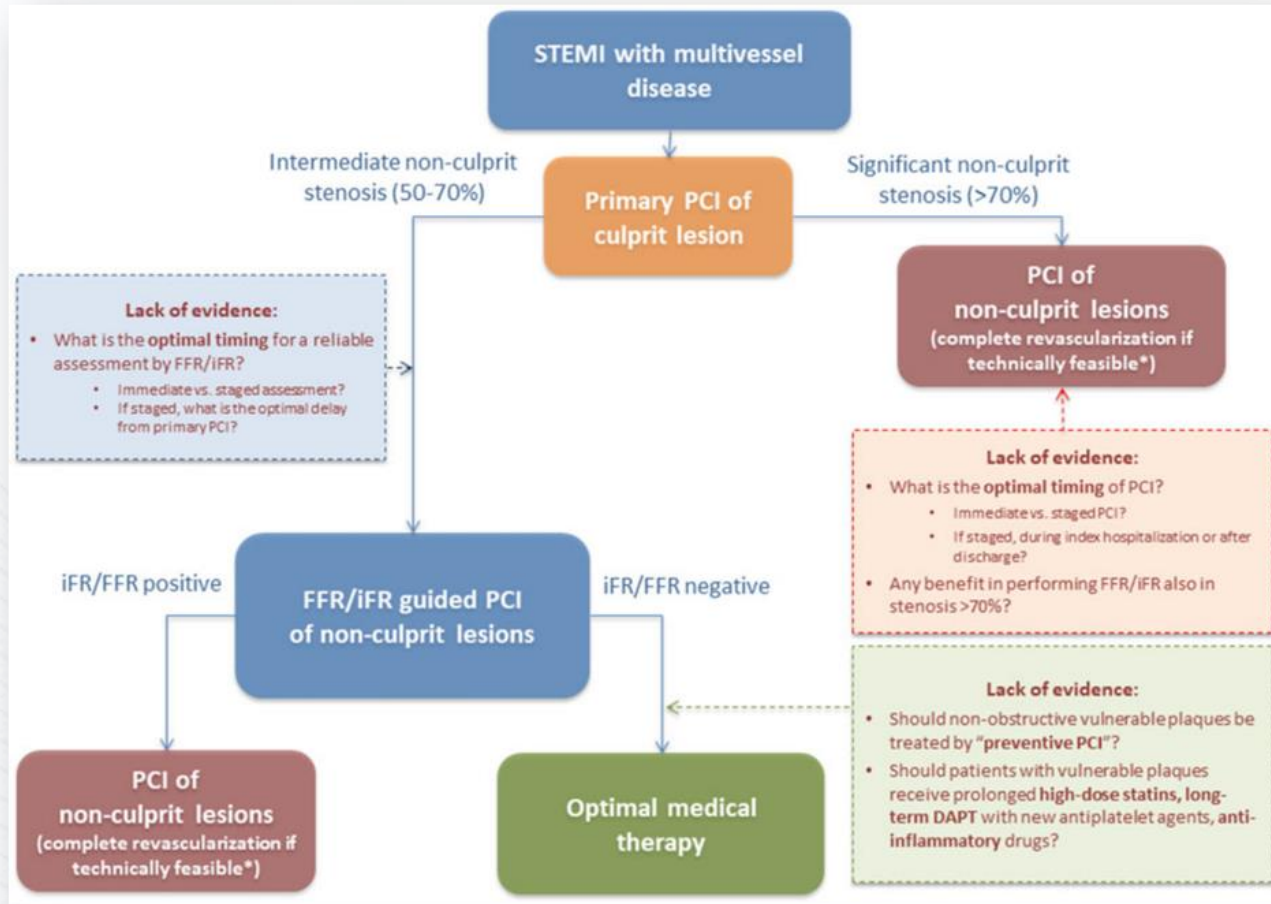 STEMI with multivessel
disease
Intermediate non-culprit
stenosis (50-70%)
Primary PCI of
culprit lesion
Significant non-culprit
stenosis (>70%)
PCI of
non-culprit lesions
(complete revascularization if
technically feasible*)
Lack of evidence:
• What is the optimal timing for a reliable
assessment by FFR/iFR?
• Immediate vs. staged assessment?
• If staged, what is the optimal delay
from primary PCI?
Lack of evidence:
• What is the optimal timing of PCI?
• Immediate vs. staged PCI?
• If staged, during index hospitalization or after
discharge?
• Any benefit in performing FFR/iFR also in
stenosis >70%?
iFR/FFR positive
FFR/iFR guided PCI
of non-culprit lesions
iFR/FFR negative
Lack of evidence:
• Should non-obstructive vulnerable plaques be
treated by “preventive PCI”?
• Should patients with vulnerable plaques
receive prolonged high-dose statins, long-
term DAPT with new antiplatelet agents, anti-
inflammatory drugs?
PCI of
non-culprit lesions
(complete revascularization if
technically feasible*)
Optimal medical
therapy